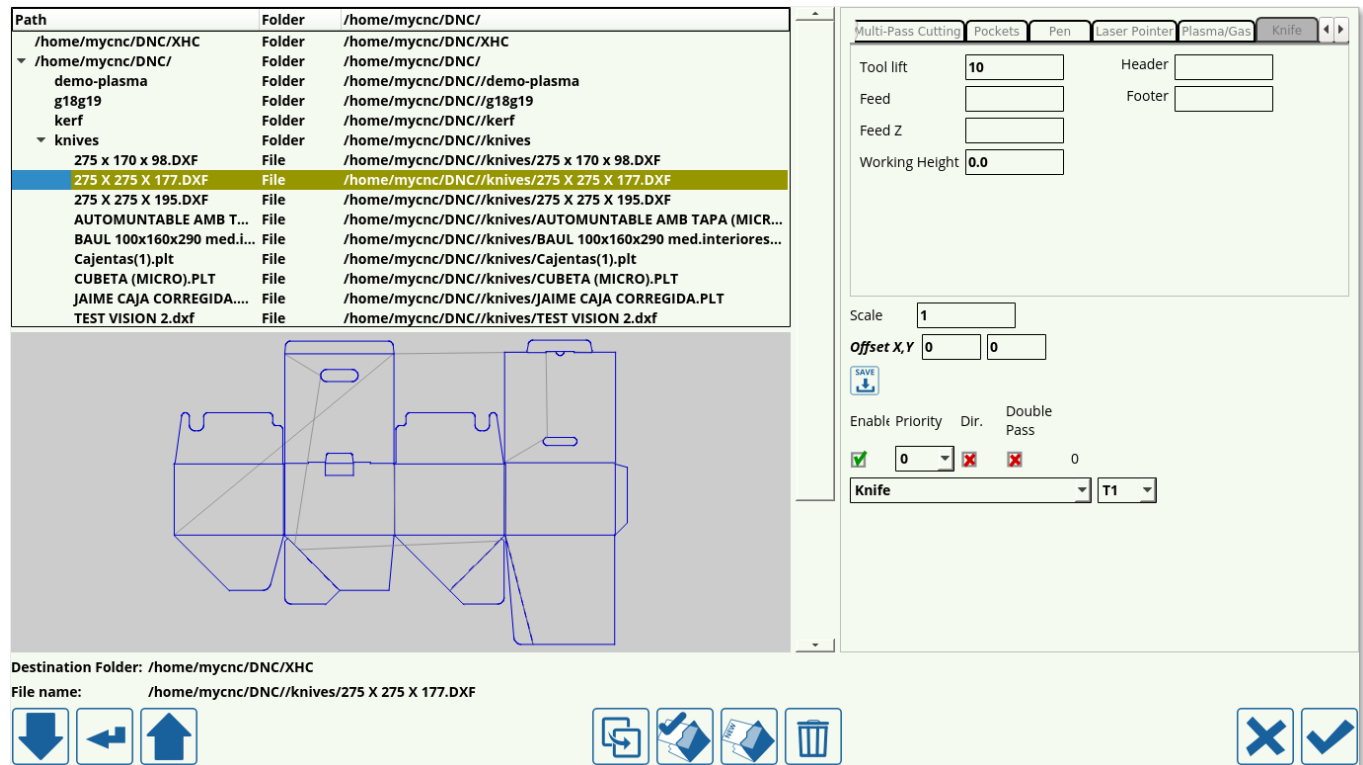 Path Folder /home/mycnc/DNC/
/home/mycnc/DNC/XHC Folder /home/mycnc/DNC/XHC
/home/mycnc/DNC/ Folder /home/mycnc/DNC/
demo-plasma Folder /home/mycnc/DNC//demo-plasma
g18g19 Folder /home/mycnc/DNC//g18g19
kerf Folder /home/mycnc/DNC//kerf
knives Folder /home/mycnc/DNC//knives
275 x 170 x 98.DXF File /home/mycnc/DNC//knives/275 x 170 x 98.DXF
275 X 275 X 177.DXF File /home/mycnc/DNC//knives/275 X 275 X 177.DXF
275 X 275 X 195.DXF File /home/mycnc/DNC//knives/275 X 275 X 195.DXF
AUTOMUNTABLE AMB T... File /home/mycnc/DNC//knives/AUTOMUNTABLE AMB TAPA (MICR...
BAUL 100x160x290 med.i... File /home/mycnc/DNC//knives/BAUL 100x160x290 med.interiores...
Cajentas(1).plt File /home/mycnc/DNC//knives/Cajentas(1).plt
CUBETA (MICRO).PLT File /home/mycnc/DNC//knives/CUBETA (MICRO).PLT
JAIME CAJA CORREGIDA.... File /home/mycnc/DNC//knives/JAIME CAJA CORREGIDA.PLT
TEST VISION 2.dxf File /home/mycnc/DNC//knives/TEST VISION 2.dxf
Multi-Pass Cutting Pockets Pen Laser Pointer Plasma/Gas Knife
Tool lift 10 Header
Feed Footer
Feed Z
Working Height 0.0
Scale 1
Offset X,Y 0 0
SAVE
Enable Priority Dir. Double Pass
0 0
Knife T1
Destination Folder: /home/mycnc/DNC/XHC
File name: /home/mycnc/DNC//knives/275 X 275 X 177.DXF
NEW